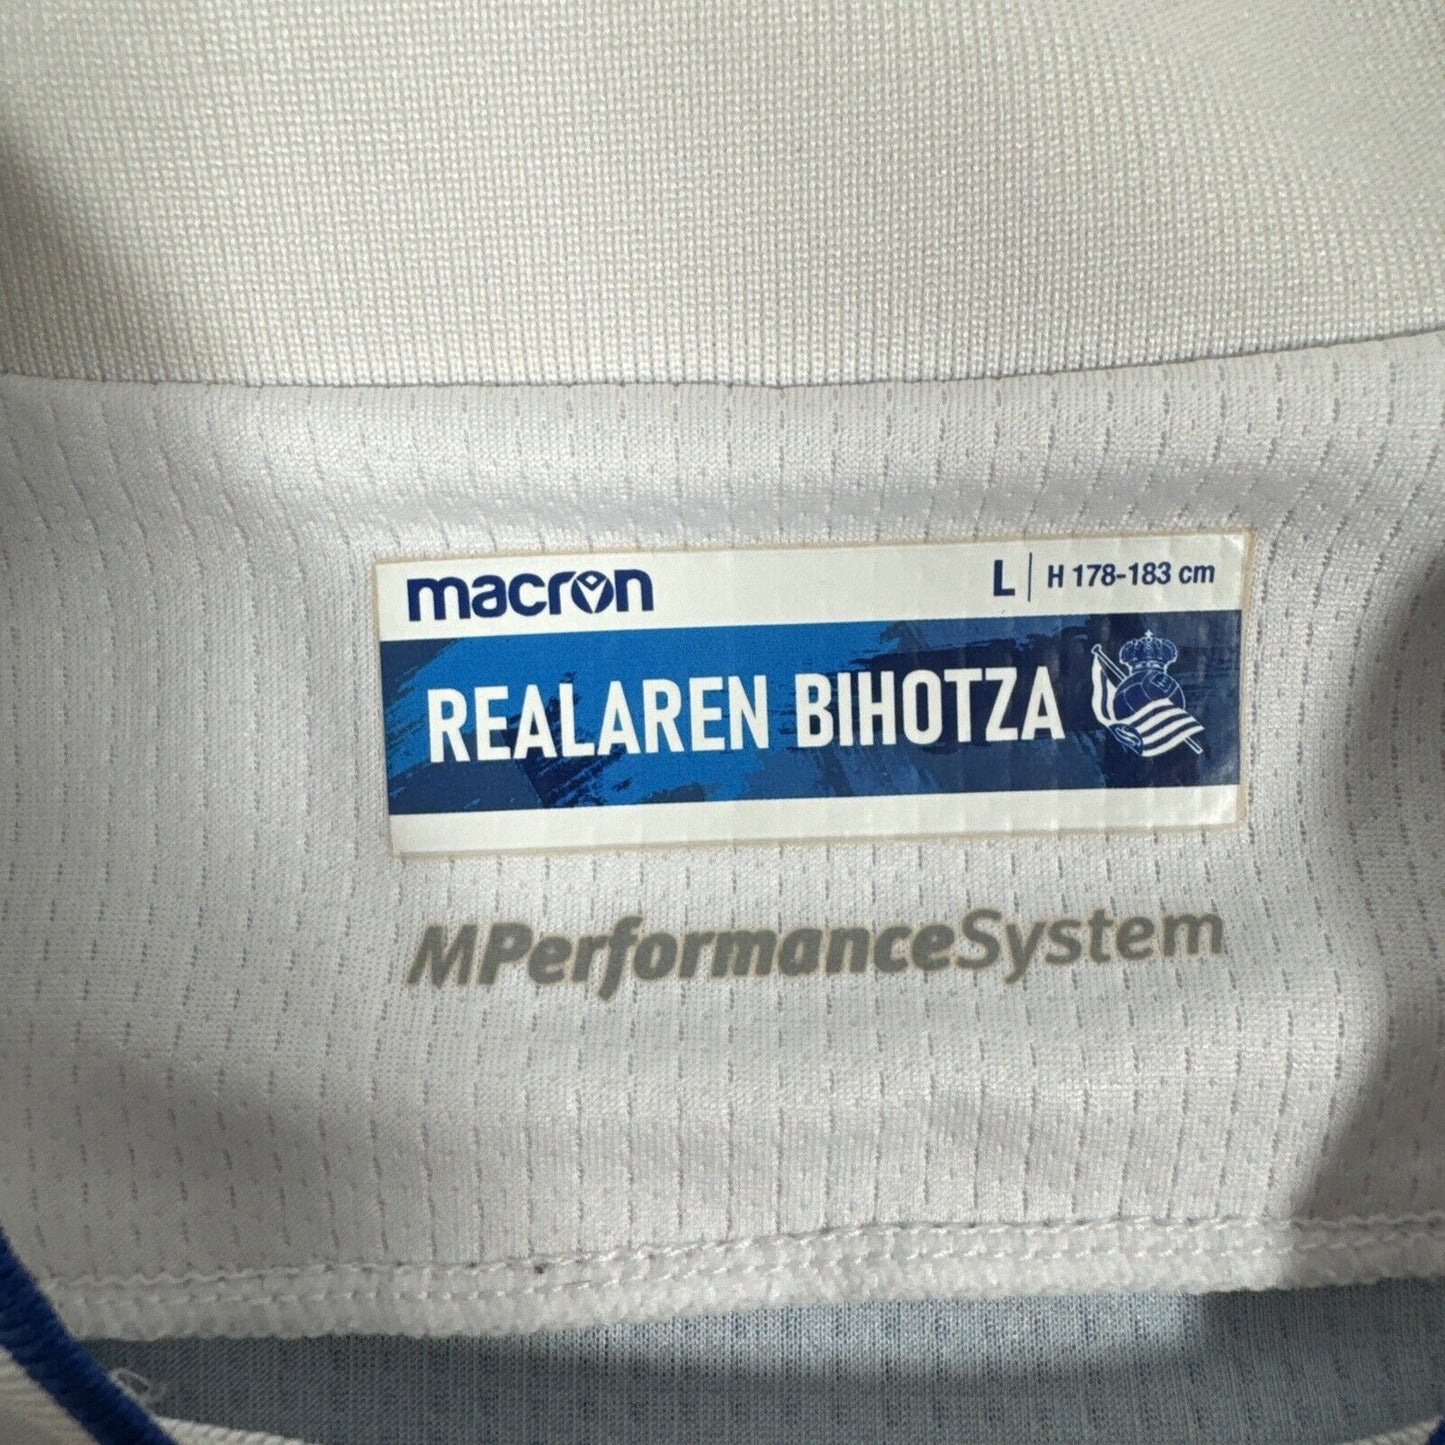 macron L | H 178-183 cm
REALAREN BIHOTZA
MPerformanceSystem